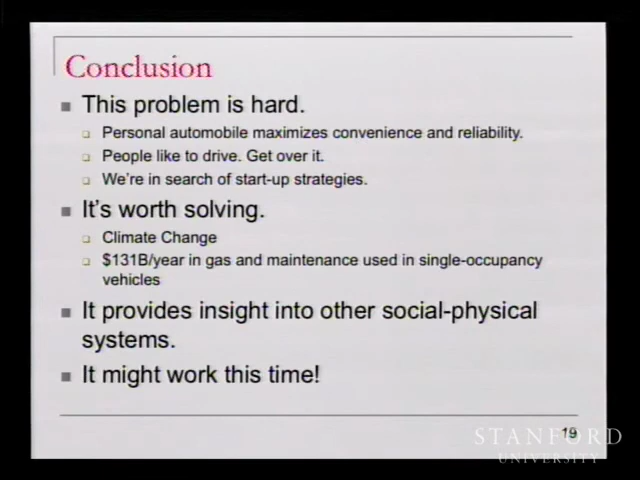 Conclusion
This problem is hard.
Personal automobile maximizes convenience and reliability.
People like to drive. Get over it.
We're in search of start-up strategies.
It's worth solving.
Climate Change
$131B/year in gas and maintenance used in single-occupancy
vehicles
It provides insight into other social-physical
systems.
It might work this time!
19
STANFORD
UNIVERSITY